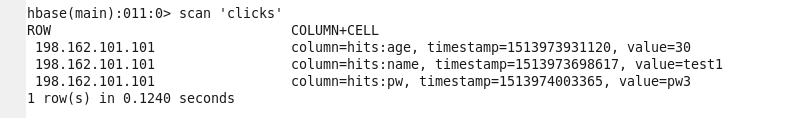 hbase(main):011:0> scan 'clicks'
ROW COLUMN+CELL
198.162.101.101 column=hits:age, timestamp=1513973931120, value=30
198.162.101.101 column=hits:name, timestamp=1513973698617, value=test1
198.162.101.101 column=hits:pw, timestamp=1513974003365, value=pw3
1 row(s) in 0.1240 seconds